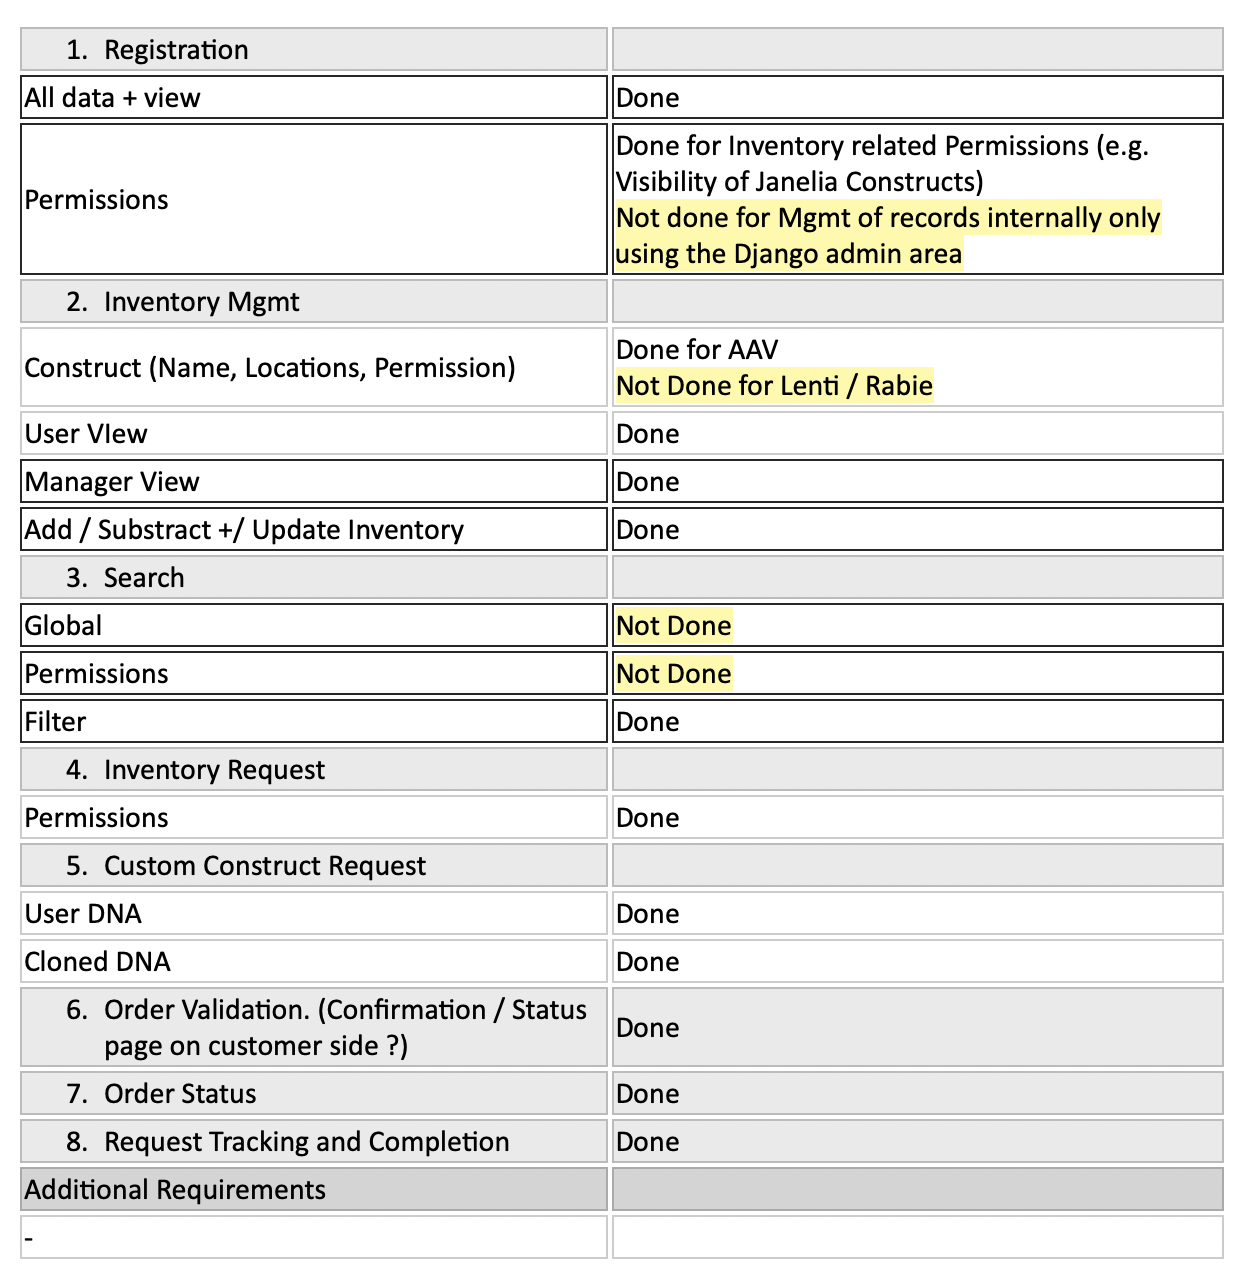 1. Registration
All data + view
Done
Permissions
Done for Inventory related Permissions (e.g.
Visibility of Janelia Constructs)
Not done for Mgmt of records internally only
using the Django admin area
2. Inventory Mgmt
Construct (Name, Locations, Permission)
Done for AAV
Not Done for Lenti / Rabie
User VIew
Done
Manager View
Done
Add / Substract +/ Update Inventory
Done
3. Search
Global
Not Done
Permissions
Not Done
Filter
Done
4. Inventory Request
Permissions
Done
5. Custom Construct Request
User DNA
Done
Cloned DNA
Done
6. Order Validation. (Confirmation / Status
page on customer side ?)
Done
7. Order Status
Done
8. Request Tracking and Completion
Done
Additional Requirements
-